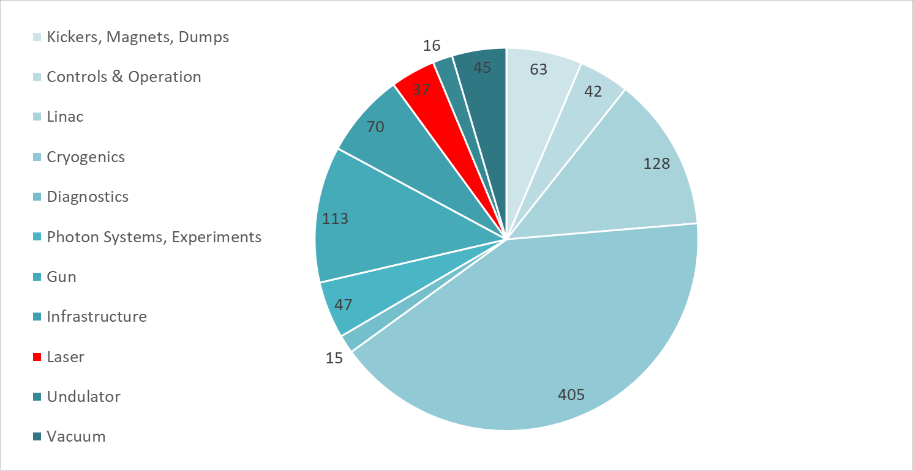 Kickers, Magnets, Dumps
Controls & Operation
Linac
Cryogenics
Diagnostics
Photon Systems, Experiments
Gun
Infrastructure
Laser
Undulator
Vacuum
63
42
128
405
15
47
113
70
37
16
45